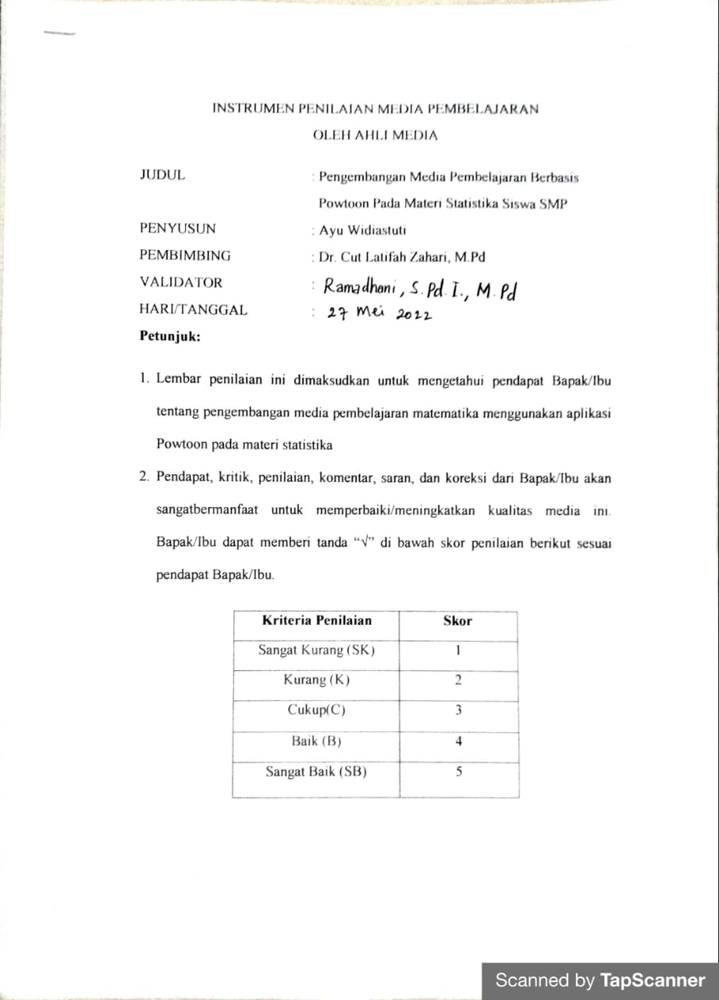 INSTRUMEN PENILAIAN MEDIA PEMBELAJARAN
OLEH AHLI MEDIA
JUDUL : Pengembangan Media Pembelajaran Berbasis
Powtoon Pada Materi Statistika Siswa SMP
PENYUSUN : Ayu Widiastuti
PEMBIMBING : Dr. Cut Latifah Zahari, M.Pd
VALIDATOR : Ramadhani, S.Pd.I., M.Pd
HARI/TANGGAL : 27 Mei 2022
Petunjuk:
1. Lembar penilaian ini dimaksudkan untuk mengetahui pendapat Bapak/Ibu
tentang pengembangan media pembelajaran matematika menggunakan aplikasi
Powtoon pada materi statistika
2. Pendapat, kritik, penilaian, komentar, saran, dan koreksi dari Bapak/Ibu akan
sangatbermanfaat untuk memperbaiki/meningkatkan kualitas media ini.
Bapak/Ibu dapat memberi tanda “√” di bawah skor penilaian berikut sesuai
pendapat Bapak/Ibu.
Kriteria Penilaian Skor
Sangat Kurang (SK) 1
Kurang (K) 2
Cukup(C) 3
Baik (B) 4
Sangat Baik (SB) 5
Scanned by TapScanner